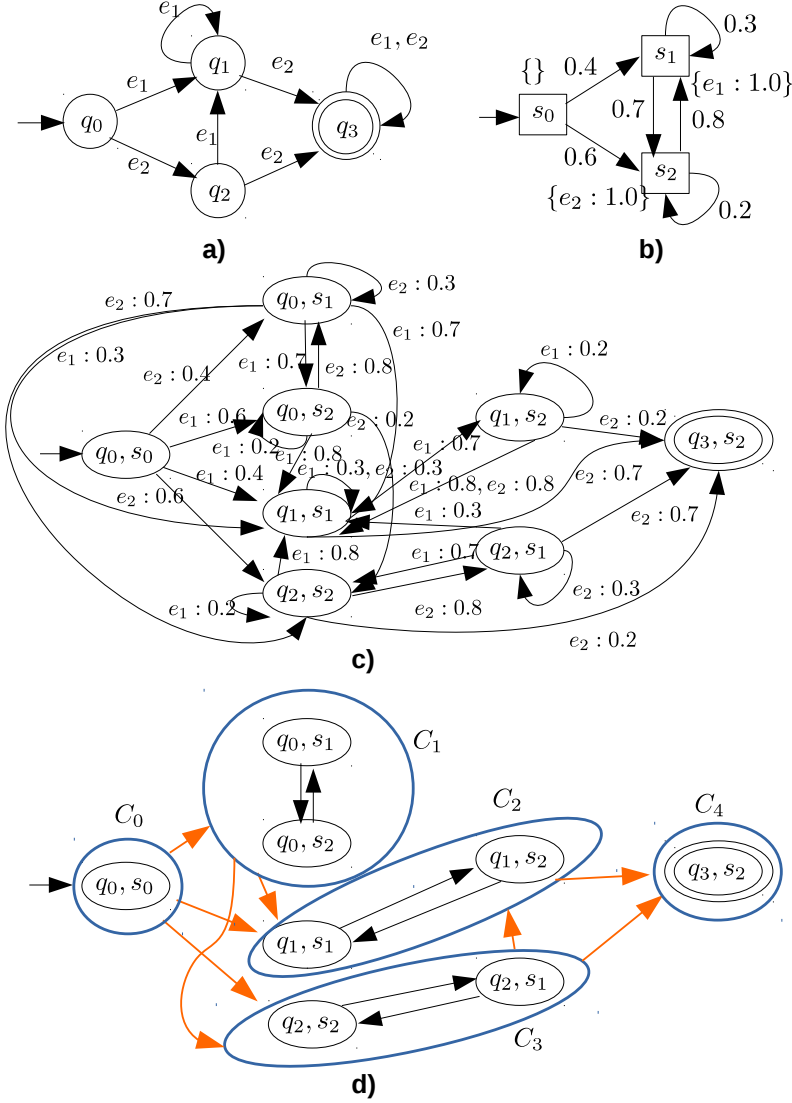 e₁
e₁, e₂
q₁
e₁
e₂
q₀
q₃
e₁
e₂
e₂
q₂
a)
0.3
s₁
{}
0.4
{e₁ : 1.0}
s₀
0.7
0.8
0.6
s₂
{e₂ : 1.0}
0.2
b)
e₂ : 0.7
q₀, s₁
e₂ : 0.3
e₁ : 0.7
e₁ : 0.3
e₁ : 0.7
e₂ : 0.8
e₁ : 0.2
e₂ : 0.4
q₀, s₂
q₁, s₂
e₁ : 0.6
e₂ : 0.2
e₂ : 0.2
q₃, s₂
q₀, s₀
e₁ : 0.2
e₁ : 0.8
e₁ : 0.7
e₁ : 0.4
e₁ : 0.3, e₂ : 0.3
e₂ : 0.7
e₂ : 0.6
e₁ : 0.8, e₂ : 0.8
q₁, s₁
e₁ : 0.3
e₂ : 0.7
e₁ : 0.8
e₁ : 0.7
q₂, s₁
q₂, s₂
e₂ : 0.3
e₁ : 0.2
e₂ : 0.8
e₂ : 0.2
c)
q₀, s₁
C₁
C₀
C₂
C₄
q₀, s₂
q₁, s₂
q₃, s₂
q₀, s₀
q₁, s₁
q₂, s₁
q₂, s₂
C₃
d)